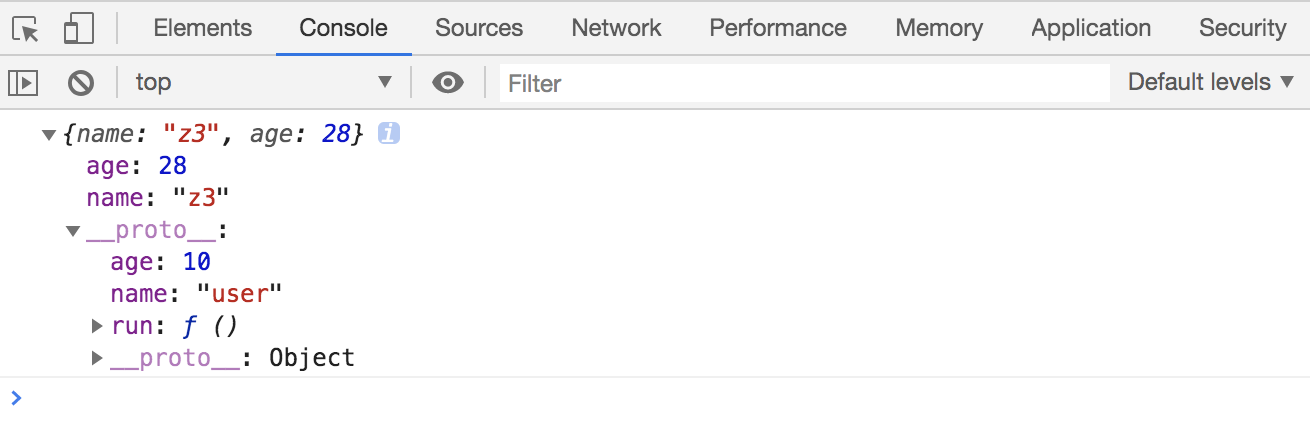 Elements Console Sources Network Performance Memory Application Security
top Filter Default levels
{name: "z3", age: 28} i
age: 28
name: "z3"
__proto__:
age: 10
name: "user"
run: ƒ ()
__proto__: Object